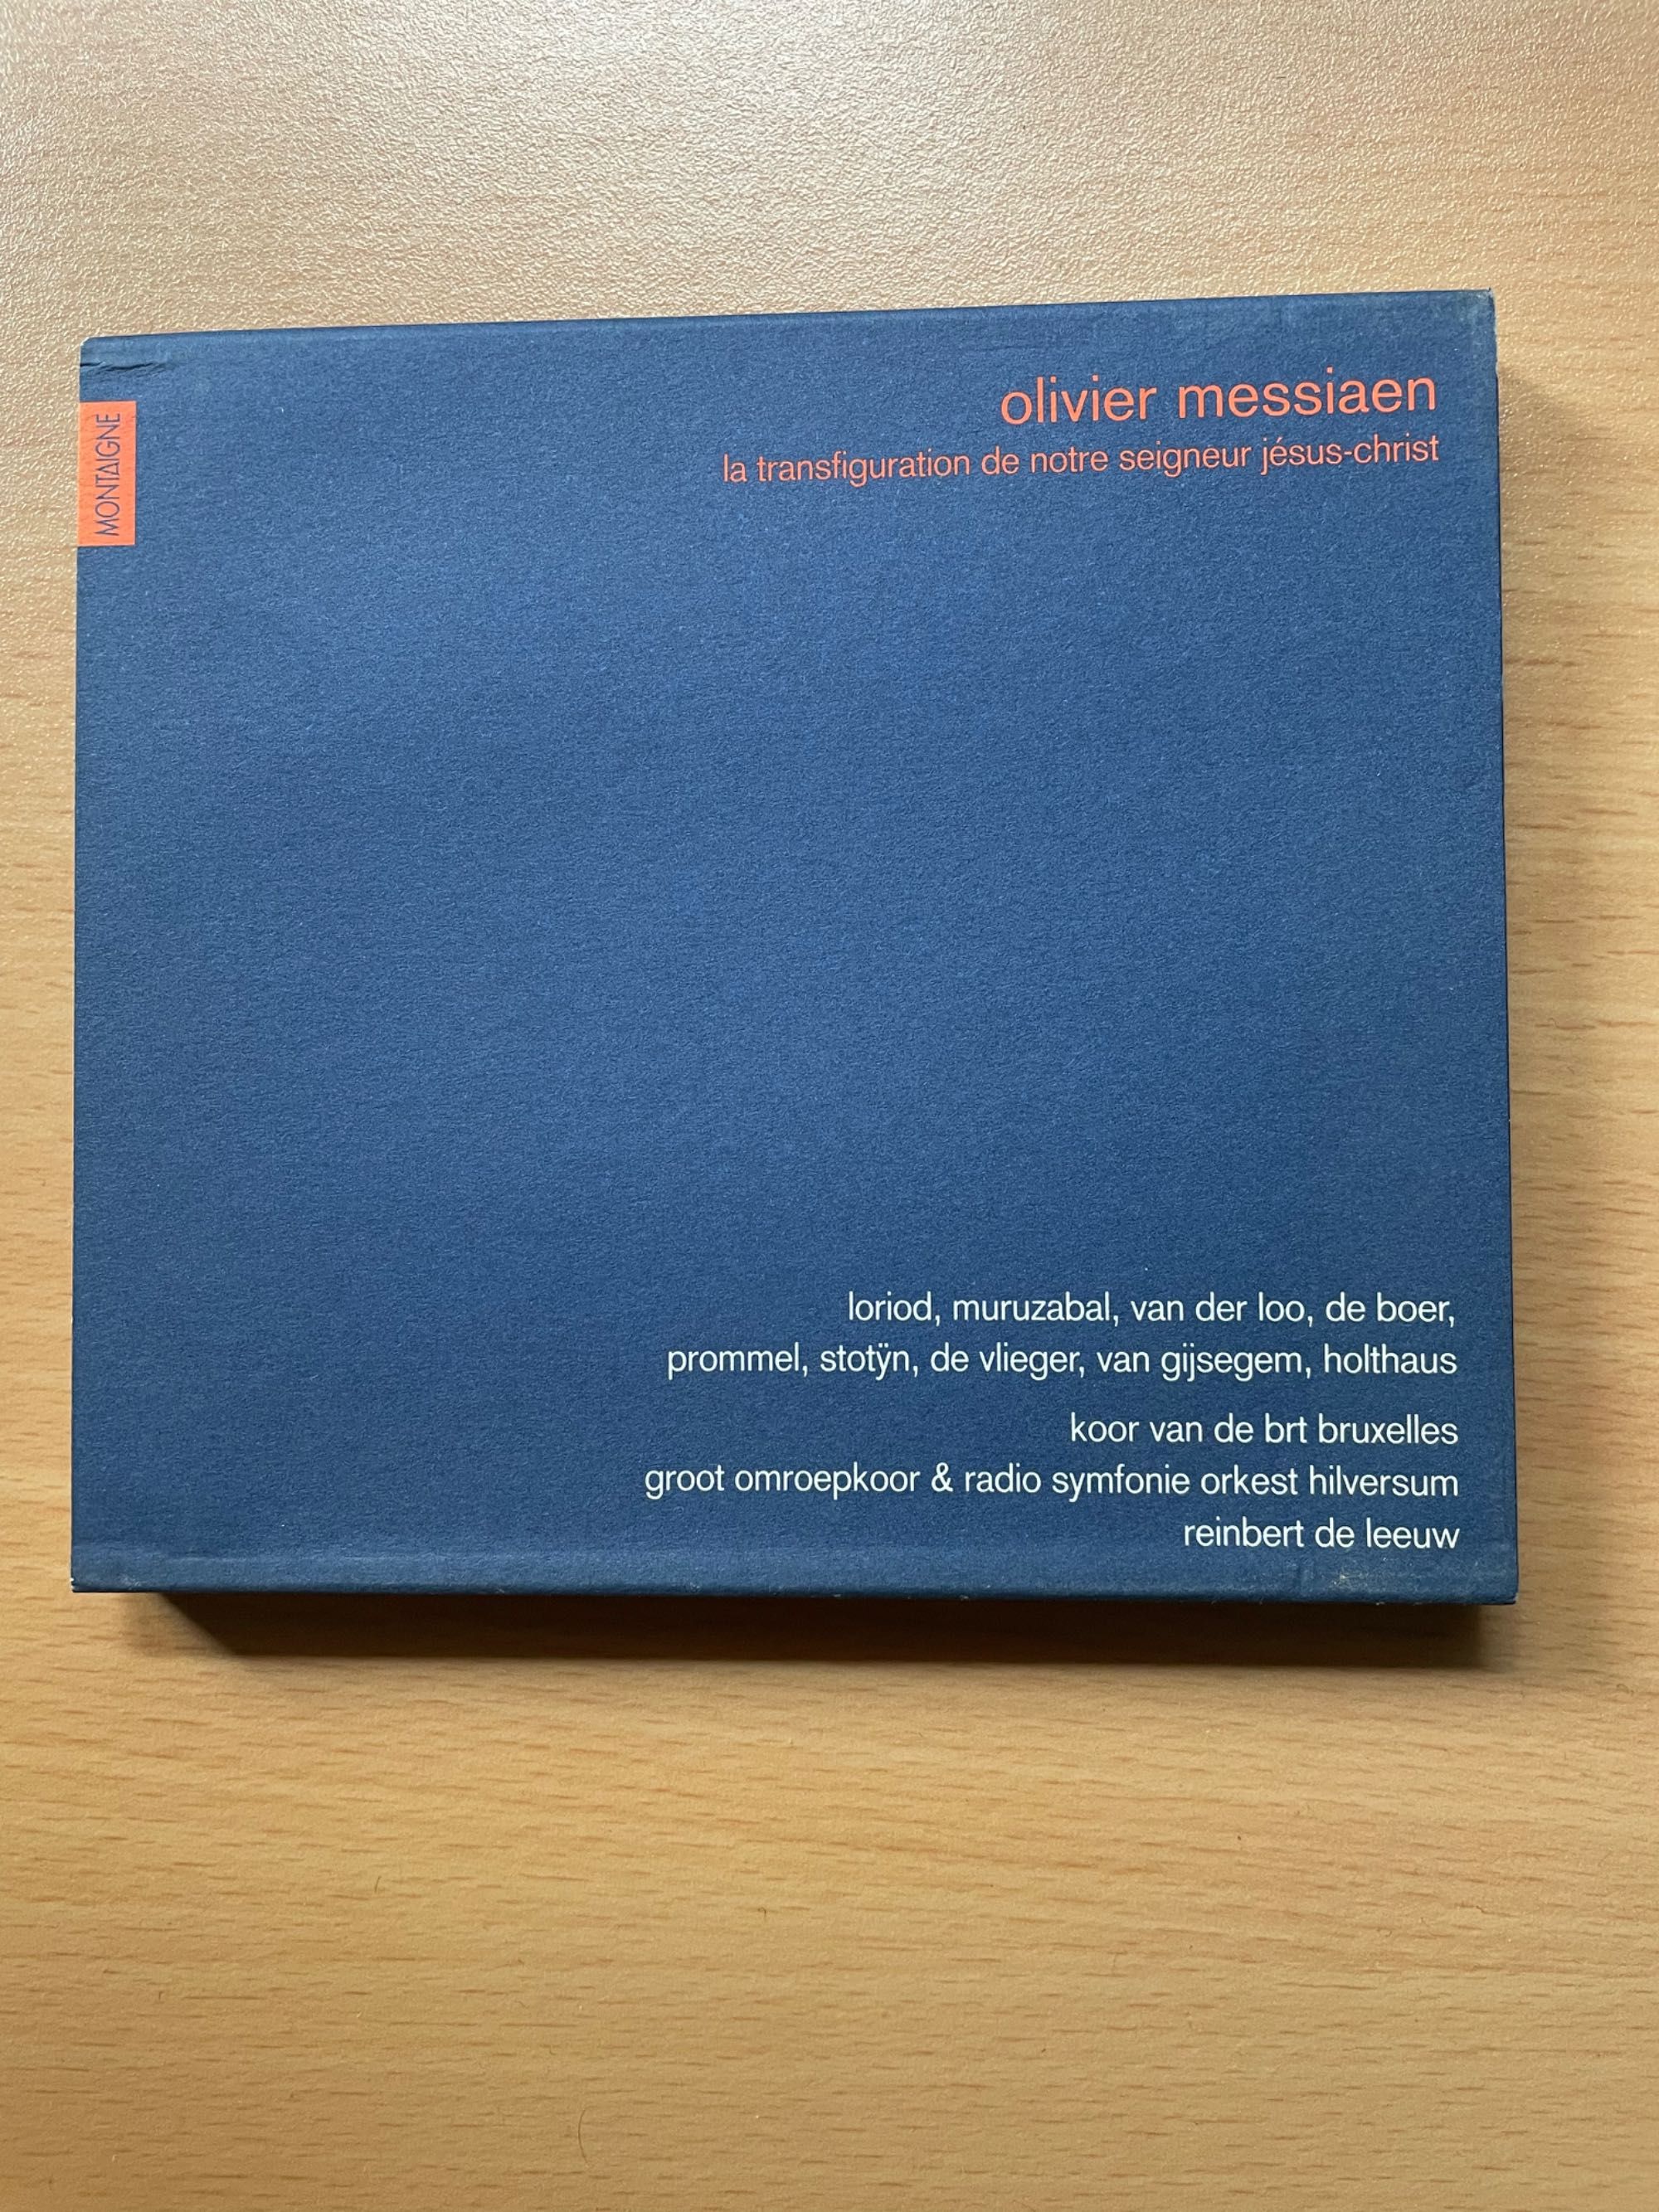 MONTAIGNE
olivier messiaen
la transfiguration de notre seigneur jésus-christ
loriod, muruzabal, van der loo, de boer,
prommel, stotÿn, de vlieger, van gijsegem, holthaus
koor van de brt bruxelles
groot omroepkoor & radio symfonie orkest hilversum
reinbert de leeuw